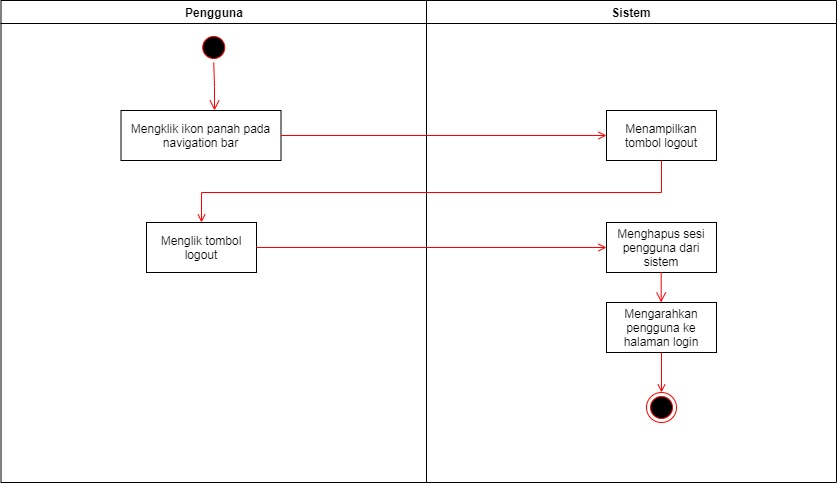 Pengguna
Sistem
Mengklik ikon panah pada
navigation bar
Menampilkan
tombol logout
Menglik tombol
logout
Menghapus sesi
pengguna dari
sistem
Mengarahkan
pengguna ke
halaman login